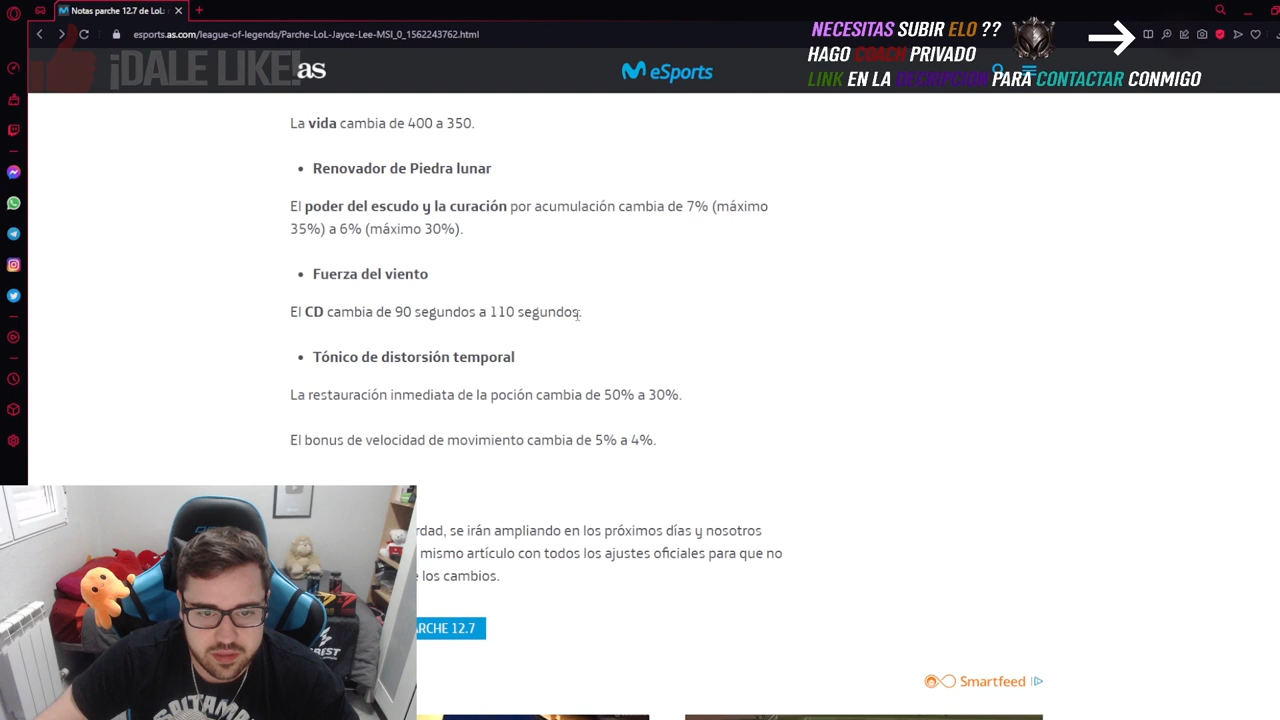 Notas parche 12.7 de LoL:
esports.as.com/league-of-legends/Parche-LoL-Jayce-Lee-MSI_0_1562243762.html
NECESITAS SUBIR ELO ??
HAGO COACH PRIVADO
LINK EN LA DECRIPCION PARA CONTACTAR CONMIGO
¡DALE LIKE!
as
eSports
La vida cambia de 400 a 350.
• Renovador de Piedra lunar
El poder del escudo y la curación por acumulación cambia de 7% (máximo
35%) a 6% (máximo 30%).
• Fuerza del viento
El CD cambia de 90 segundos a 110 segundos.
• Tónico de distorsión temporal
La restauración inmediata de la poción cambia de 50% a 30%.
El bonus de velocidad de movimiento cambia de 5% a 4%.
rdad, se irán ampliando en los próximos días y nosotros
mismo artículo con todos los ajustes oficiales para que no
e los cambios.
ARCHE 12.7
Smartfeed